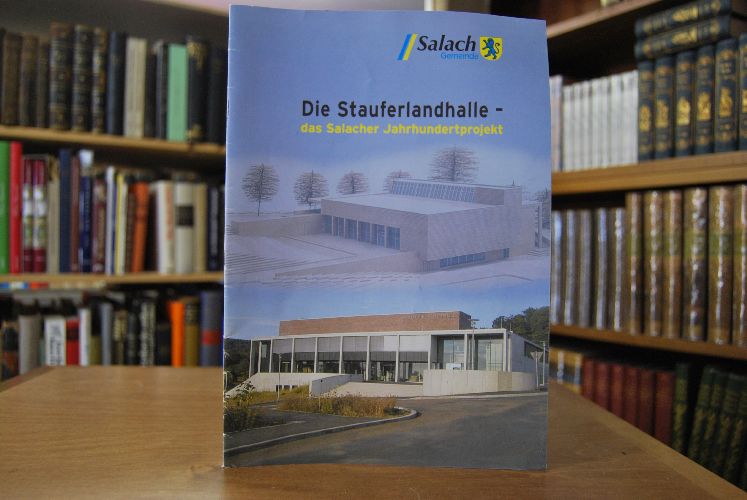 Salach
Gemeinde
Die Stauferlandhalle –
das Salacher Jahrhundertprojekt